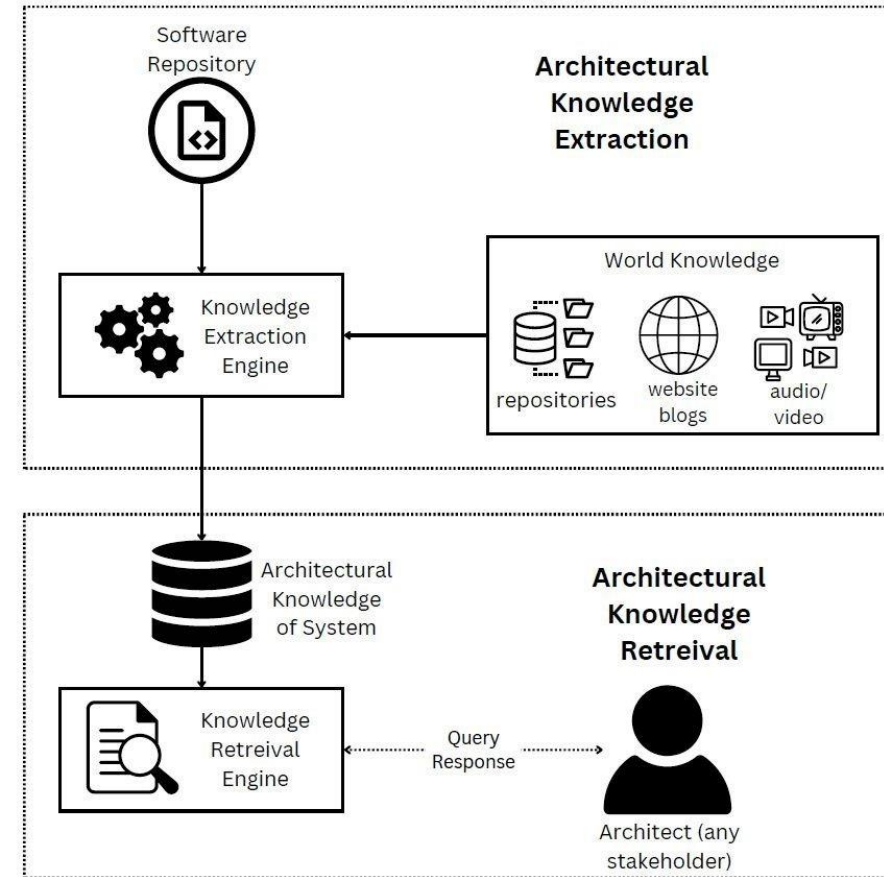 Software
Repository
Architectural
Knowledge
Extraction
World Knowledge
Knowledge
Extraction
Engine
repositories
website
blogs
audio/
video
Architectural
Knowledge
of System
Architectural
Knowledge
Retreival
Knowledge
Retreival
Engine
Query
Response
Architect (any
stakeholder)